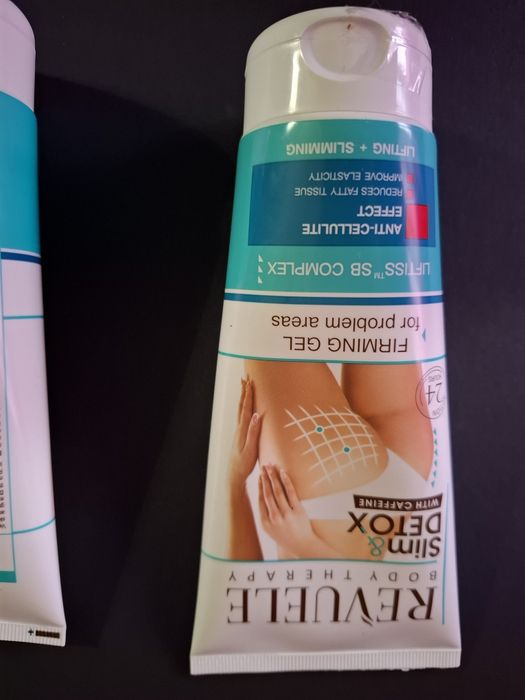 REVUELE
BODY THERAPY
Slim&
DETOX
WITH CAFFEINE
24
HOURS
FIRMING GEL
for problem areas
LIFTISS™ SB COMPLEX
ANTI-CELLULITE
EFFECT
REDUCES FATTY TISSUE
IMPROVE ELASTICITY
LIFTING + SLIMMING